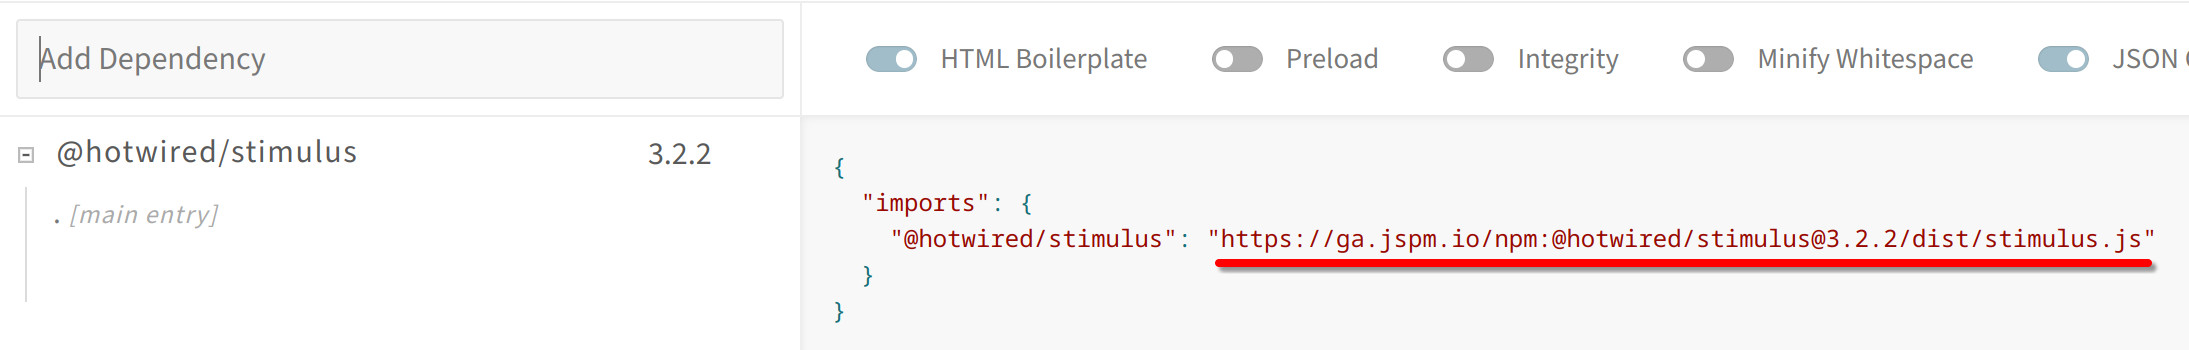 Add Dependency
HTML Boilerplate Preload Integrity Minify Whitespace JSON
@hotwired/stimulus 3.2.2
. [main entry]
{
"imports": {
"@hotwired/stimulus": "https://ga.jspm.io/npm:@hotwired/stimulus@3.2.2/dist/stimulus.js"
}
}